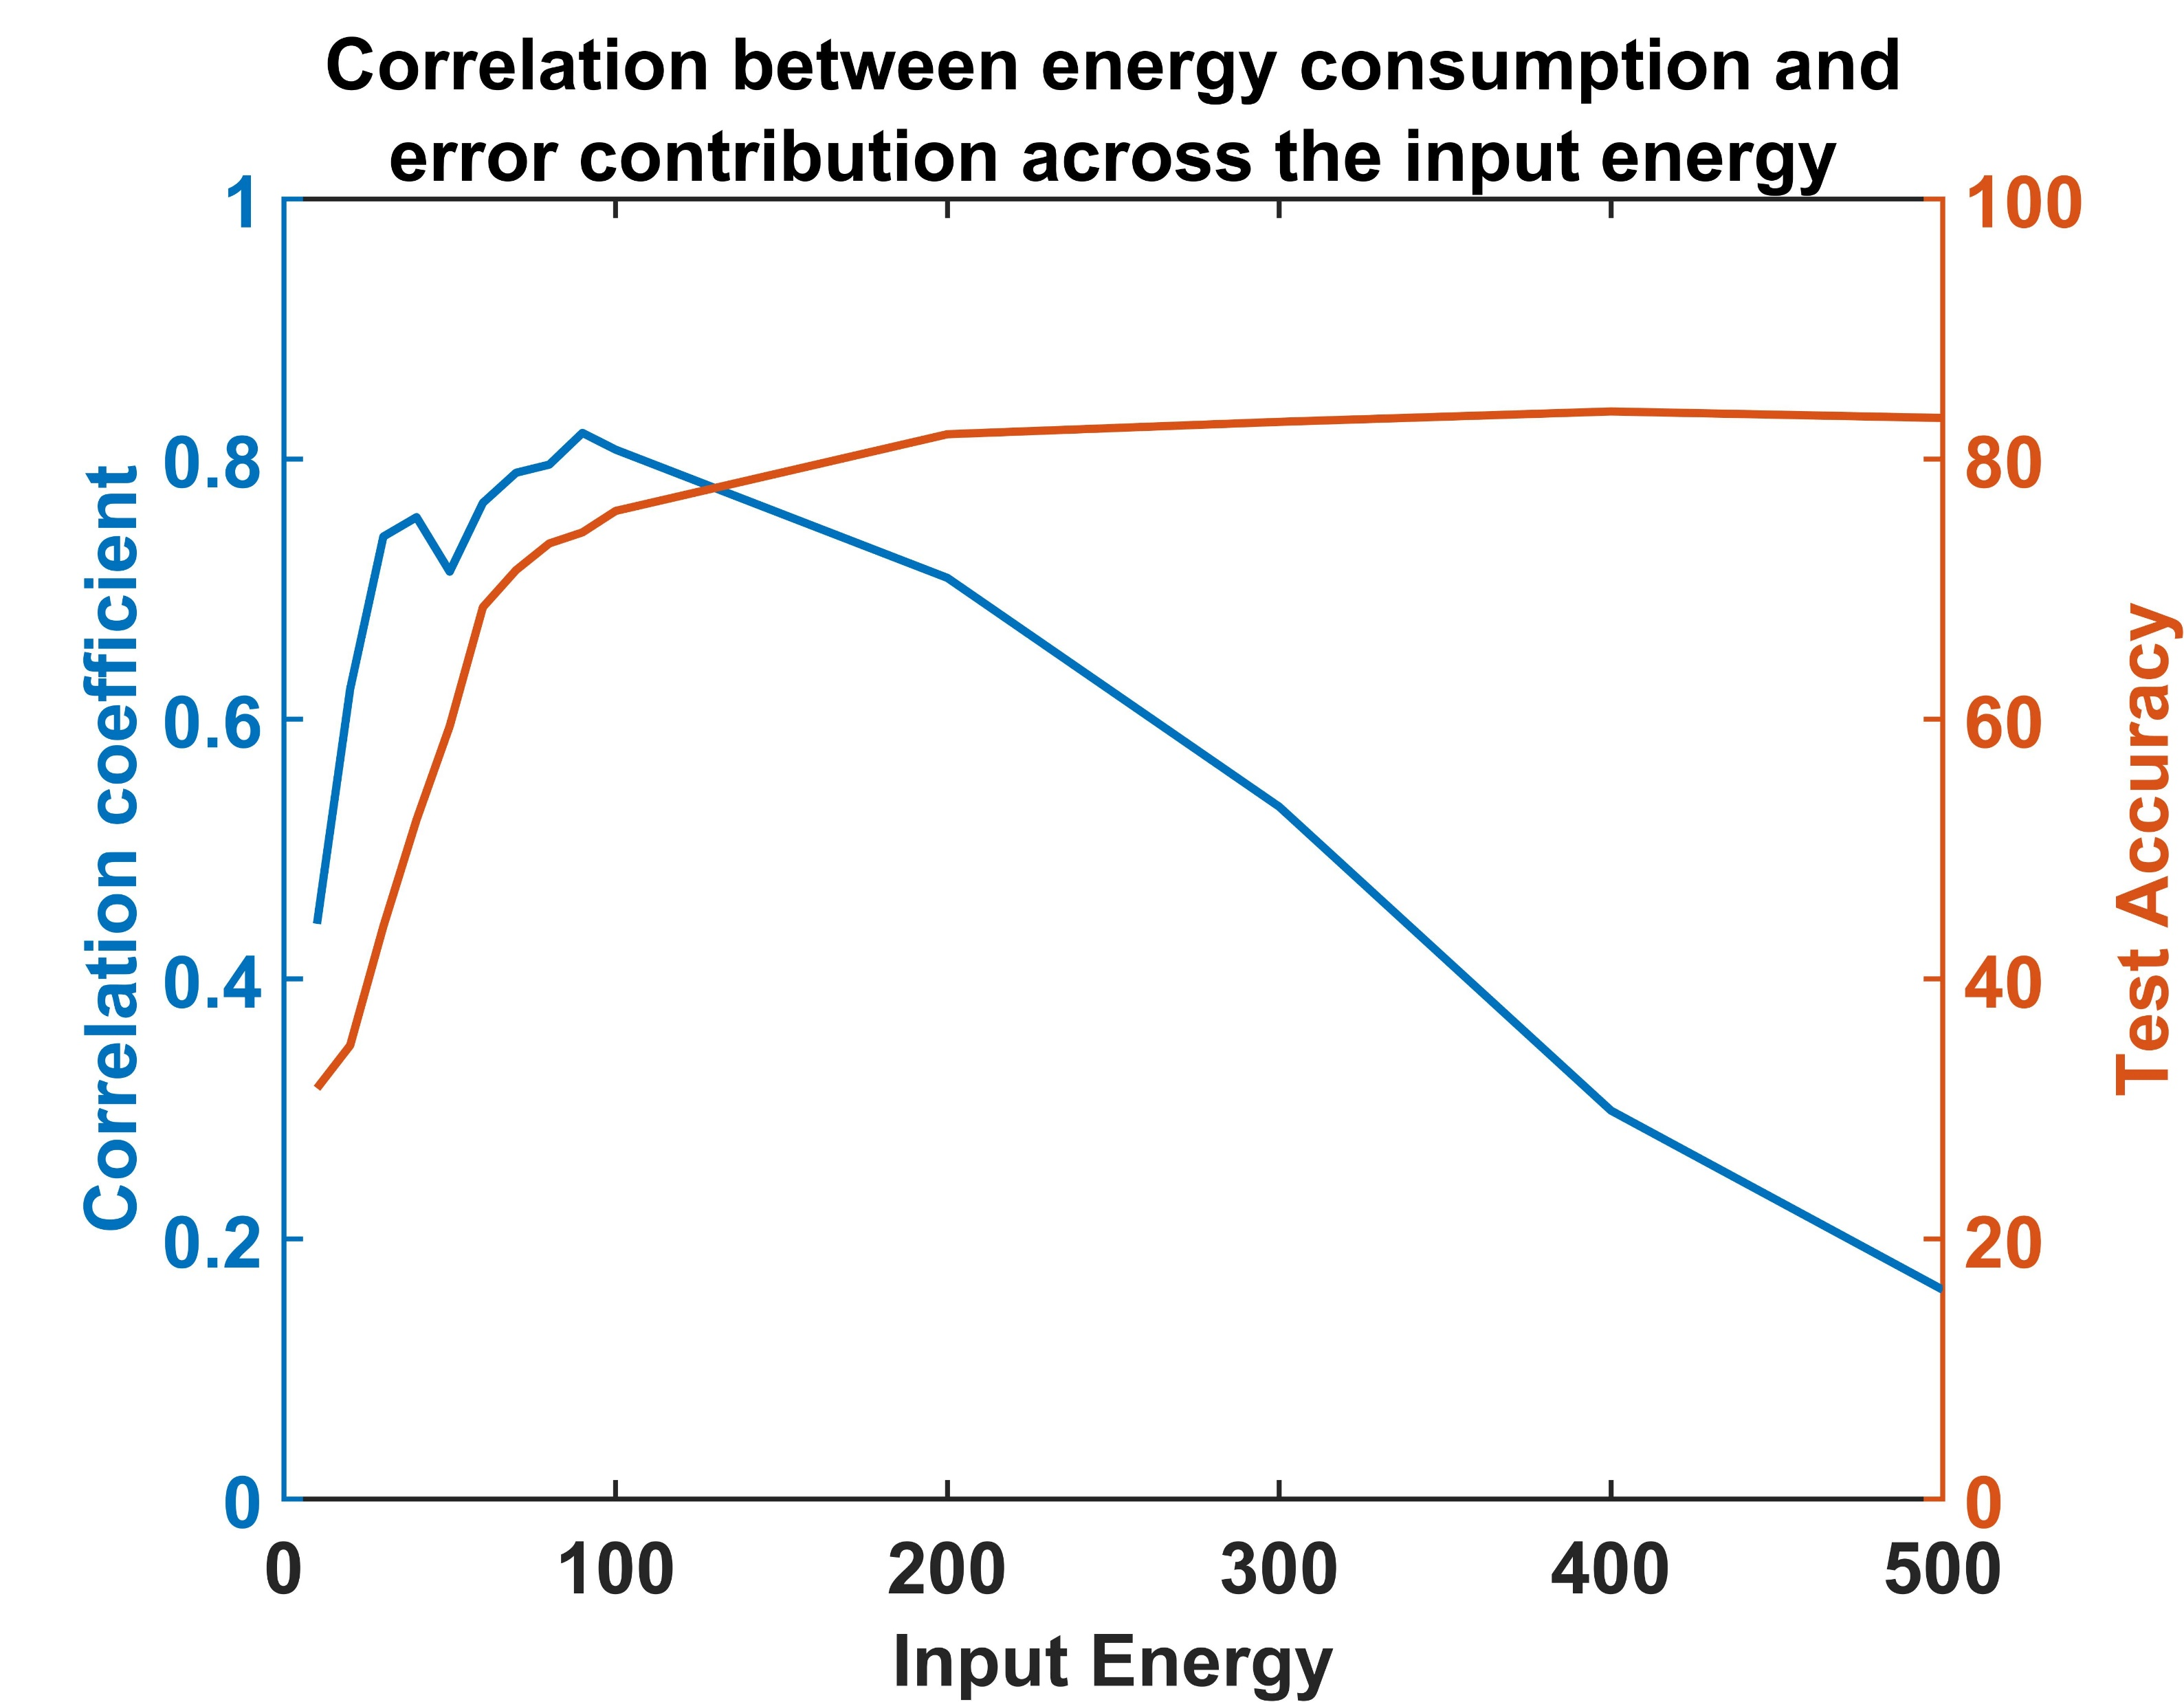 Correlation between energy consumption and
error contribution across the input energy
1
0.8
0.6
0.4
0.2
0
Correlation coefficient
100
80
60
40
20
0
Test Accuracy
0 100 200 300 400 500
Input Energy